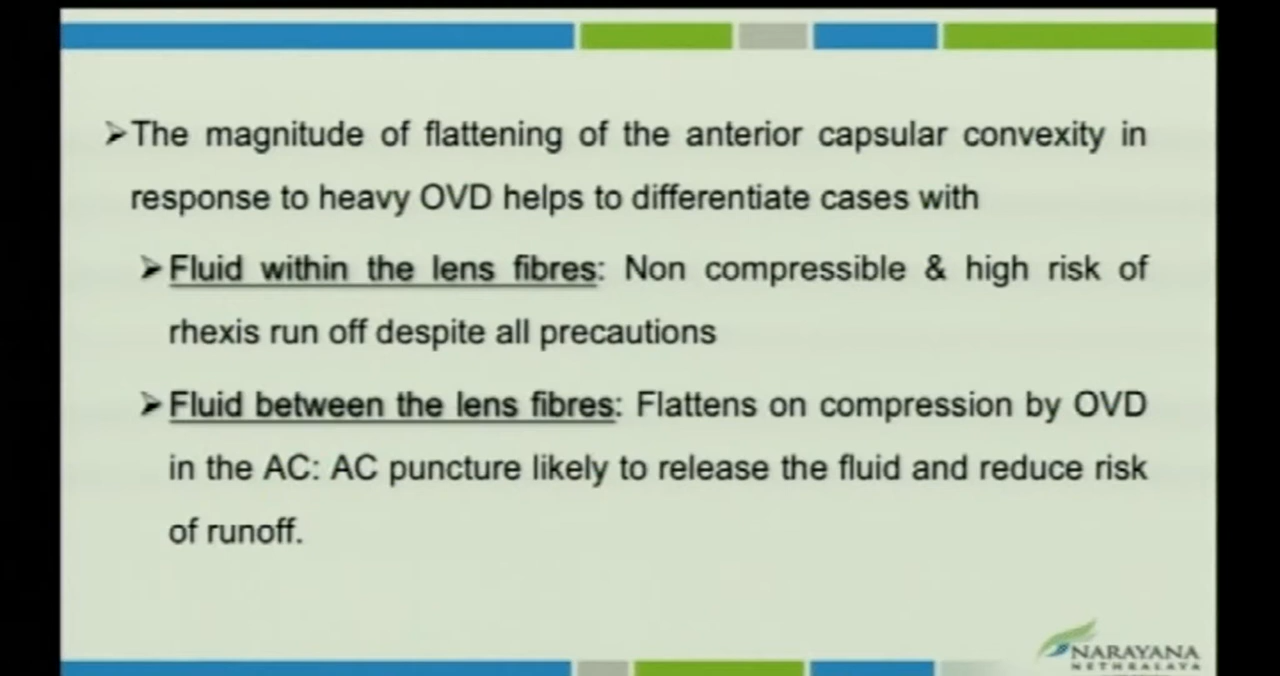 ➢The magnitude of flattening of the anterior capsular convexity in
response to heavy OVD helps to differentiate cases with
➢Fluid within the lens fibres: Non compressible & high risk of
rhexis run off despite all precautions
➢Fluid between the lens fibres: Flattens on compression by OVD
in the AC: AC puncture likely to release the fluid and reduce risk
of runoff.
NARAYANA
NETHRALAYA